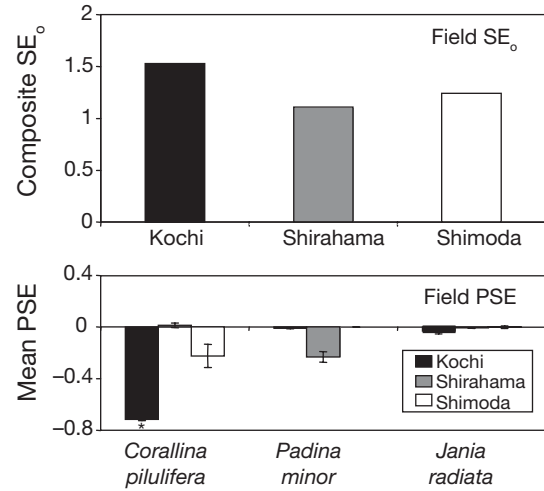 Composite SEo
2
1.5
1
0.5
0
Field SEo
Kochi
Shirahama
Shimoda
Mean PSE
0.4
0
−0.4
−0.8
Field PSE
Kochi
Shirahama
Shimoda
*
Corallina pilulifera
Padina minor
Jania radiata